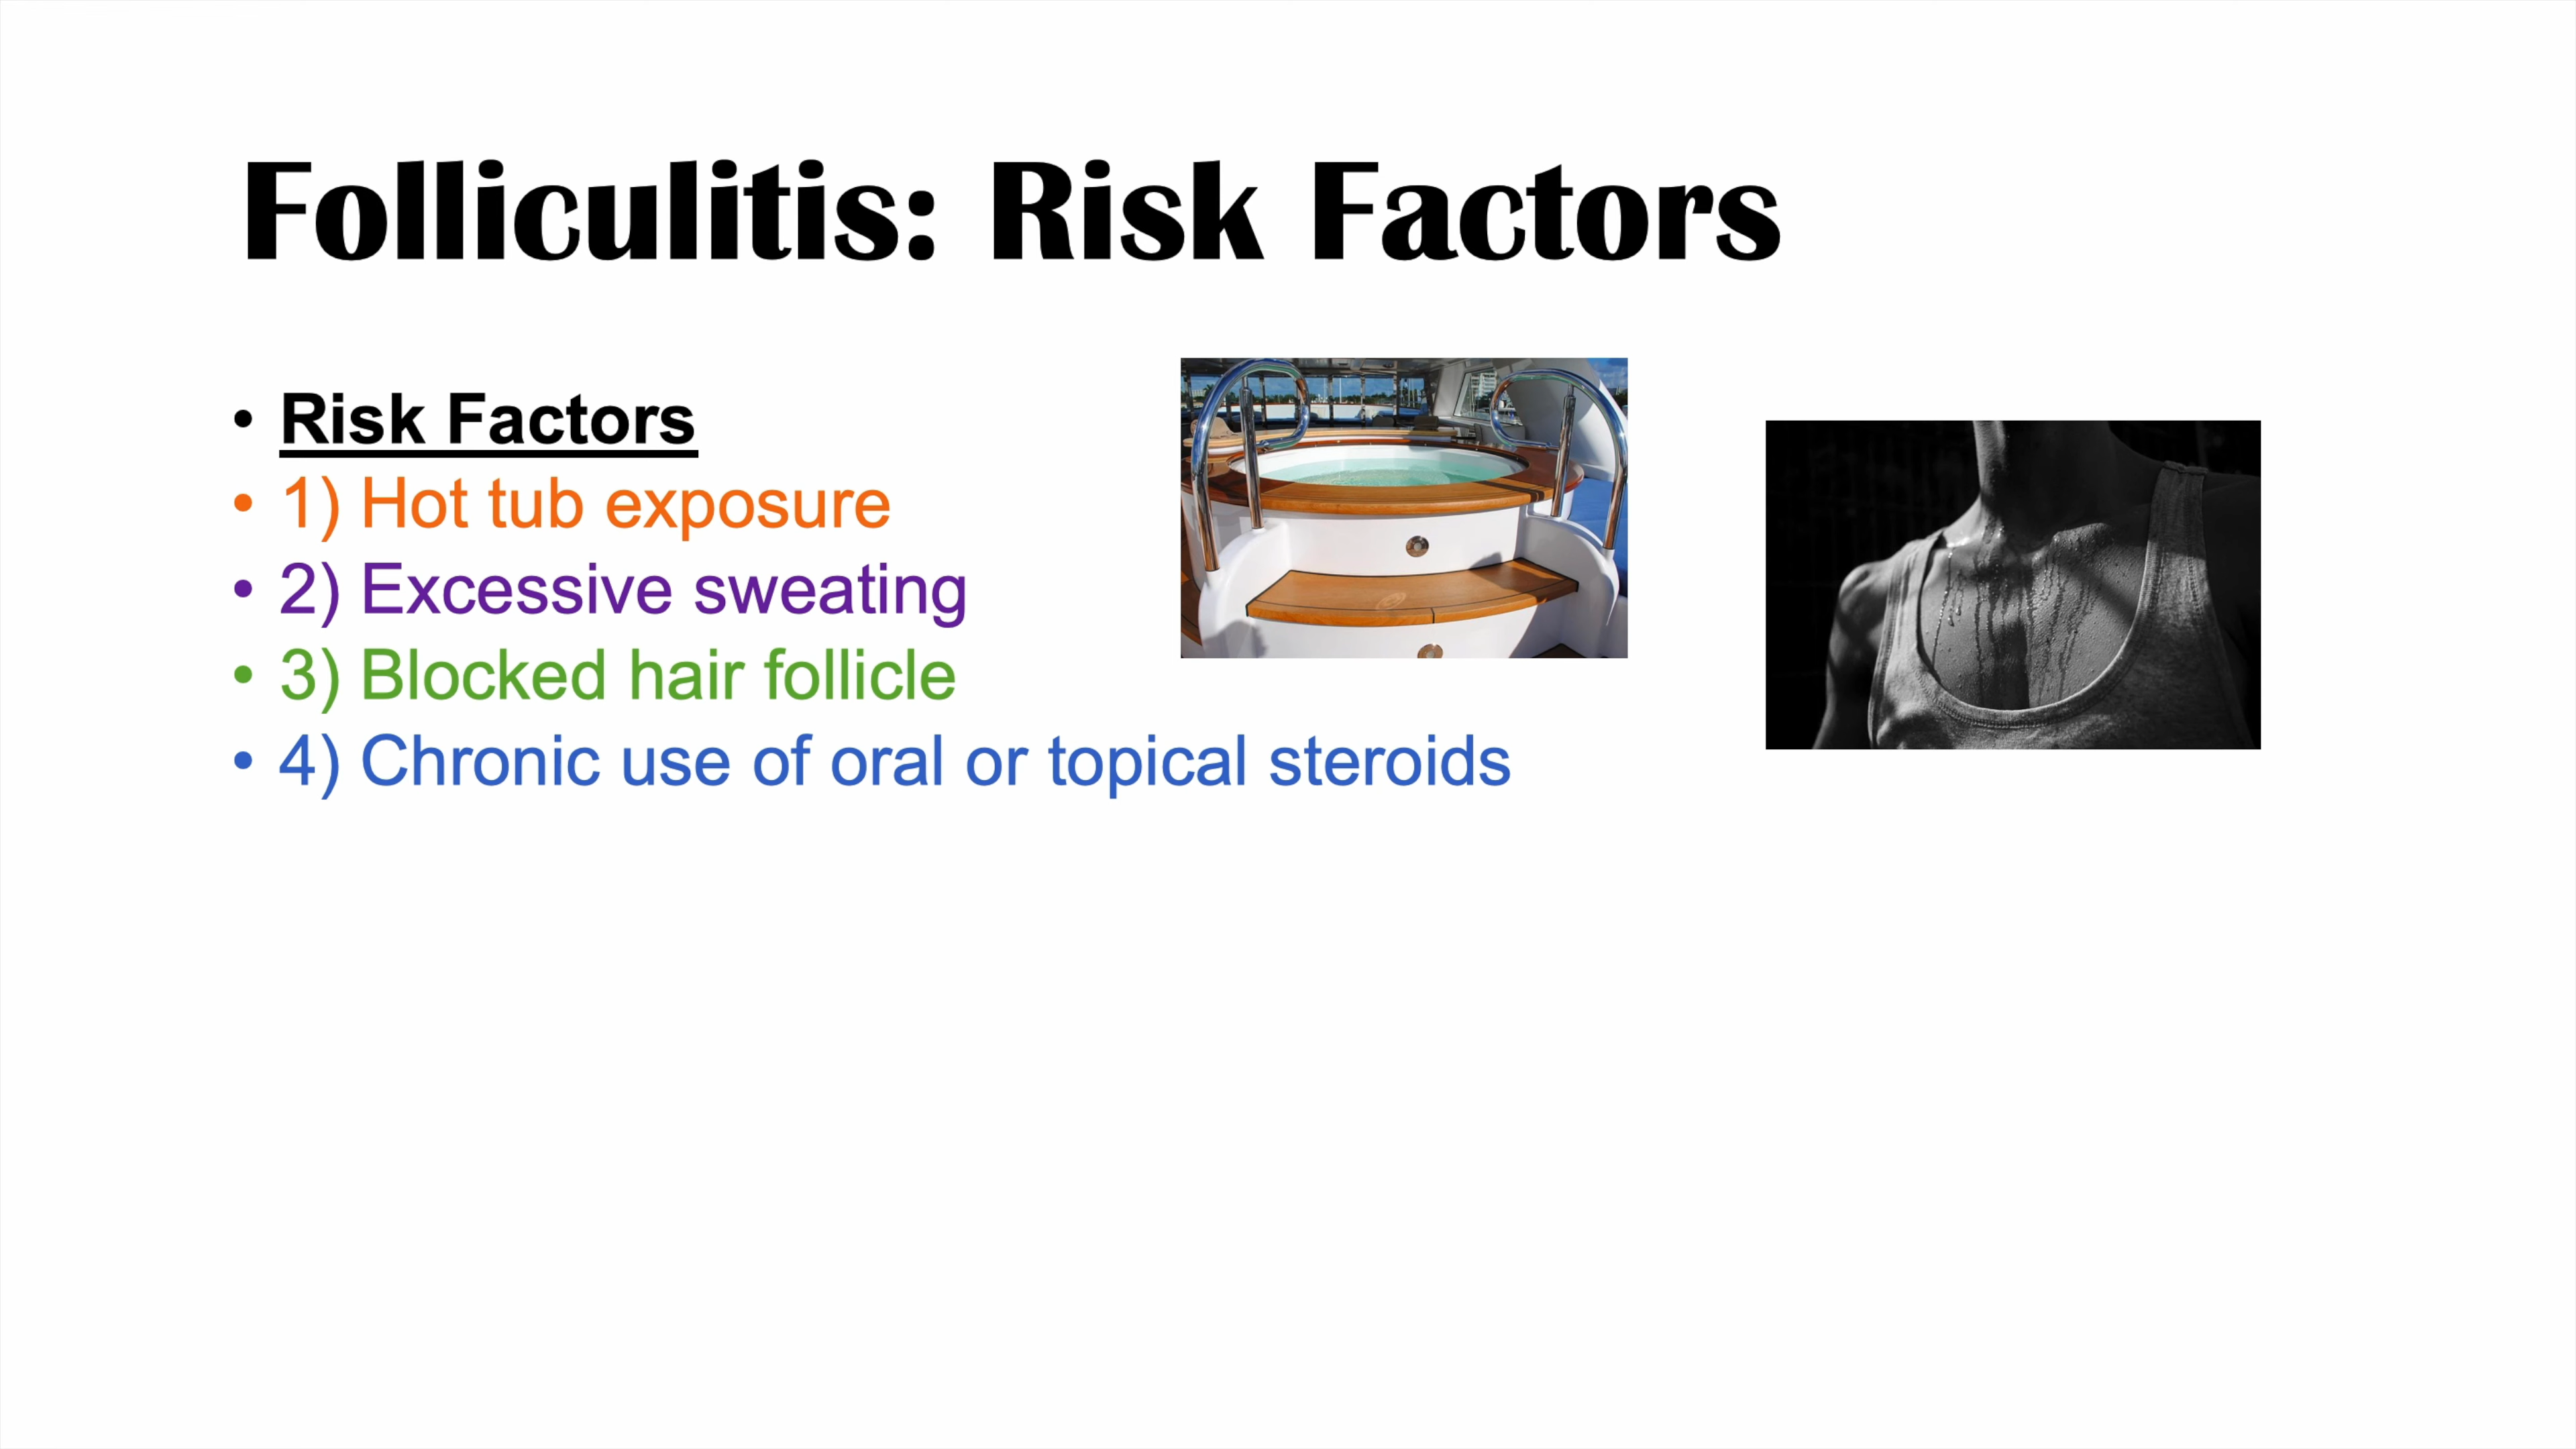 Folliculitis: Risk Factors
• Risk Factors
• 1) Hot tub exposure
• 2) Excessive sweating
• 3) Blocked hair follicle
• 4) Chronic use of oral or topical steroids